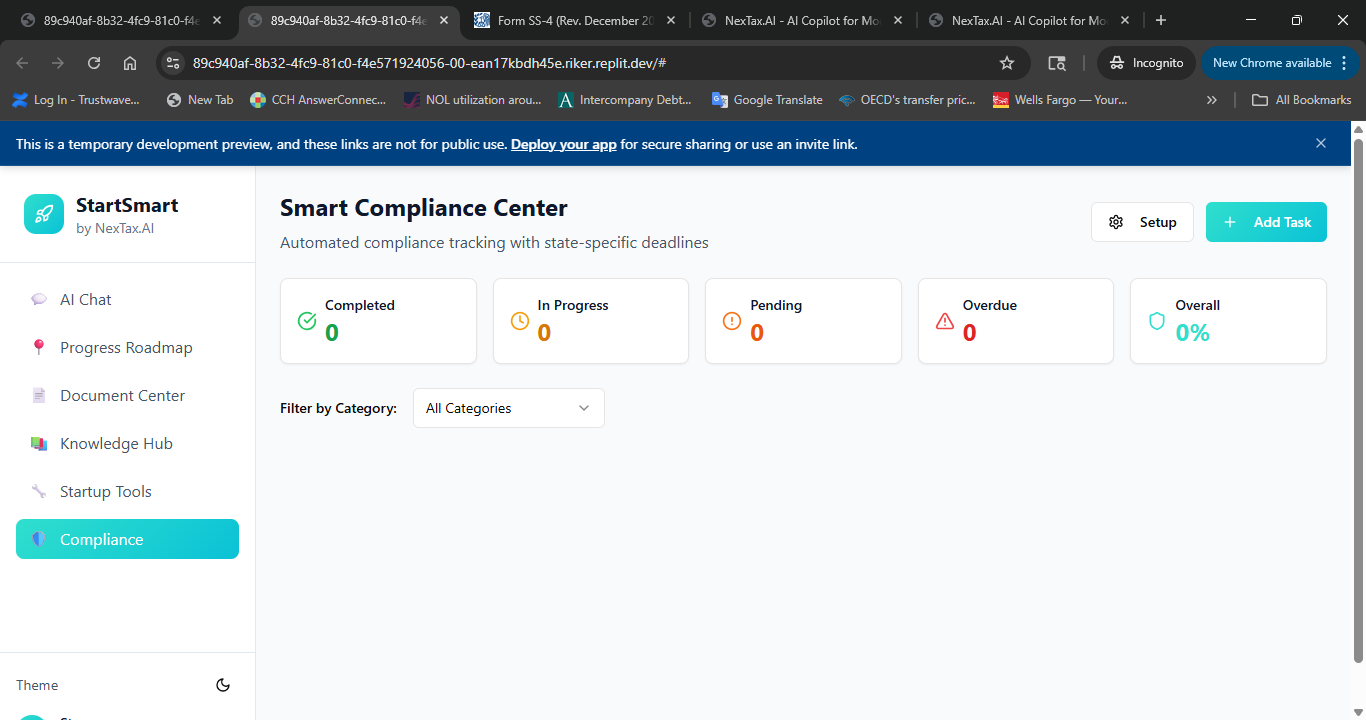 89c940af-8b32-4fc9-81c0-f4e
89c940af-8b32-4fc9-81c0-f4e
Form SS-4 (Rev. December 20
NexTax.AI - AI Copilot for Mo
NexTax.AI - AI Copilot for Mo
89c940af-8b32-4fc9-81c0-f4e571924056-00-ean17kbdh45e.riker.replit.dev/#
Incognito
New Chrome available
Log In - Trustwave...
New Tab
CCH AnswerConnec...
NOL utilization arou...
Intercompany Debt...
Google Translate
OECD's transfer pric...
Wells Fargo — Your...
»
All Bookmarks
This is a temporary development preview, and these links are not for public use. Deploy your app for secure sharing or use an invite link.
StartSmart
by NexTax.AI
AI Chat
Progress Roadmap
Document Center
Knowledge Hub
Startup Tools
Compliance
Theme
Smart Compliance Center
Automated compliance tracking with state-specific deadlines
Setup
+ Add Task
Completed
0
In Progress
0
Pending
0
Overdue
0
Overall
0%
Filter by Category:
All Categories